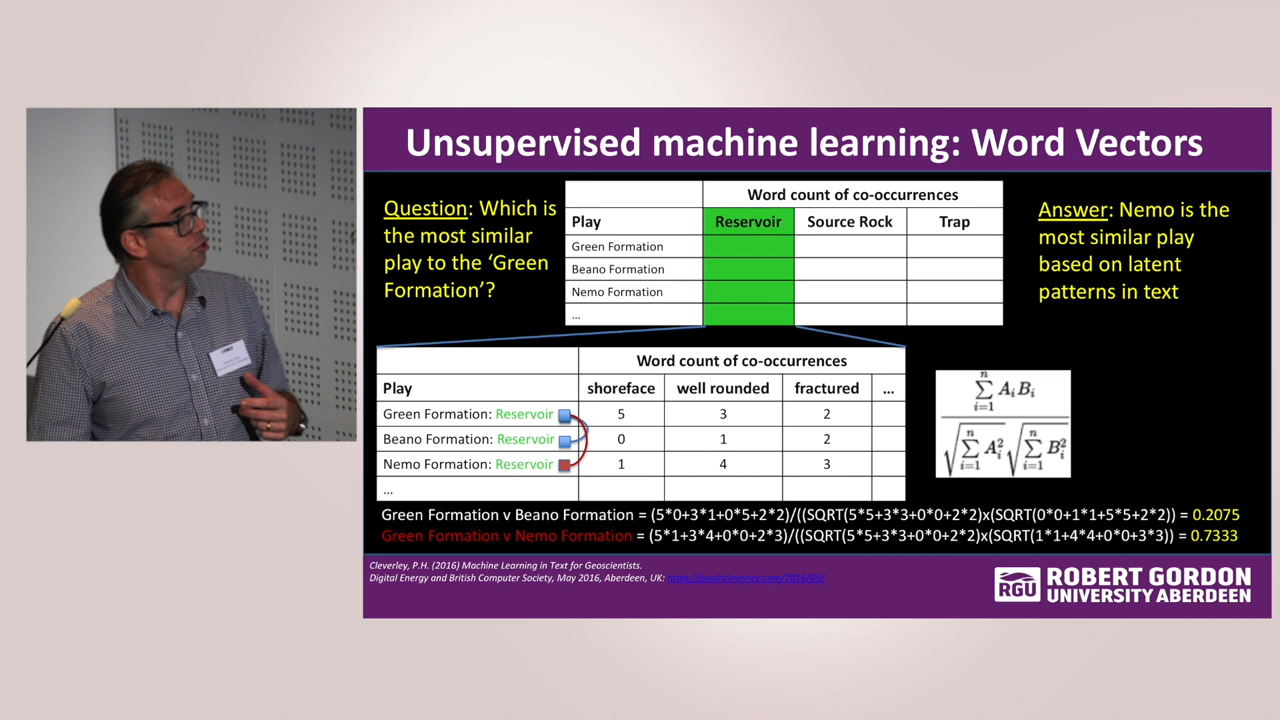 Unsupervised machine learning: Word Vectors
Question: Which is
the most similar
play to the ‘Green
Formation’?
Word count of co-occurrences
Play Reservoir Source Rock Trap
Green Formation
Beano Formation
Nemo Formation
...
Answer: Nemo is the
most similar play
based on latent
patterns in text
Word count of co-occurrences
Play shoreface well rounded fractured ...
Green Formation: Reservoir 5 3 2
Beano Formation: Reservoir 0 1 2
Nemo Formation: Reservoir 1 4 3
...
n n n
∑ AiBi
i=1
√∑ Ai² √∑ Bi²
i=1 i=1
Green Formation v Beano Formation = (5*0+3*1+0*5+2*2)/((SQRT(5*5+3*3+0*0+2*2)x(SQRT(0*0+1*1+5*5+2*2)) = 0.2075
Green Formation v Nemo Formation = (5*1+3*4+0*0+2*3)/((SQRT(5*5+3*3+0*0+2*2)x(SQRT(1*1+4*4+0*0+3*3)) = 0.7333
Cleverley, P.H. (2016) Machine Learning in Text for Geoscientists.
Digital Energy and British Computer Society, May 2016, Aberdeen, UK: https://paulhcleverley.com/2016/05/
RGU ROBERT GORDON
UNIVERSITY ABERDEEN